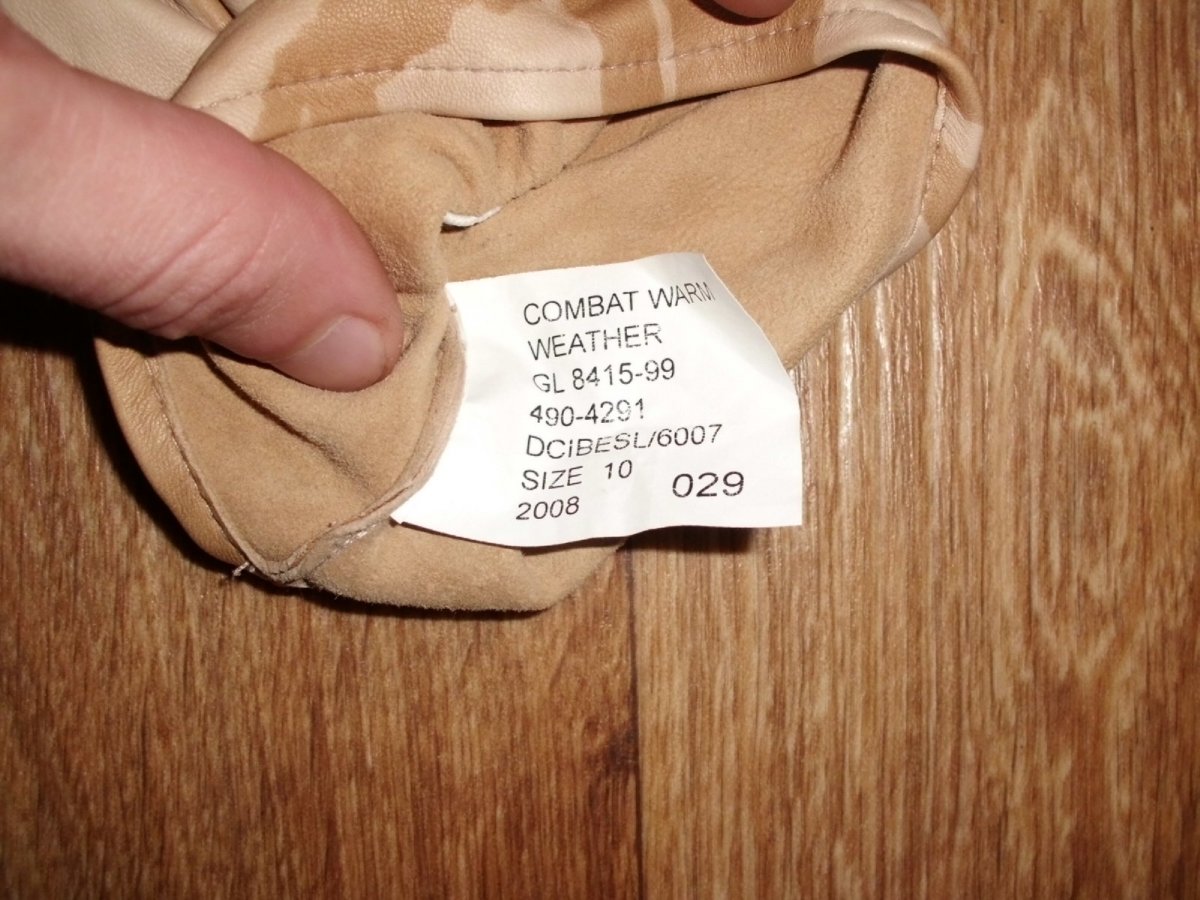 COMBAT WARM
WEATHER
GL 8415-99
490-4291
DCiBESL/6007
SIZE 10
2008 029